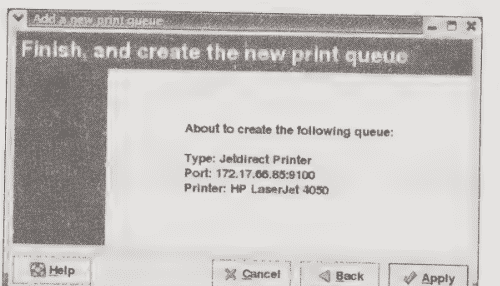 Add a new print queue
Finish, and create the new print queue
About to create the following queue:
Type: Jetdirect Printer
Port: 172.17.66.85:9100
Printer: HP LaserJet 4050
Help
Cancel
Back
Apply